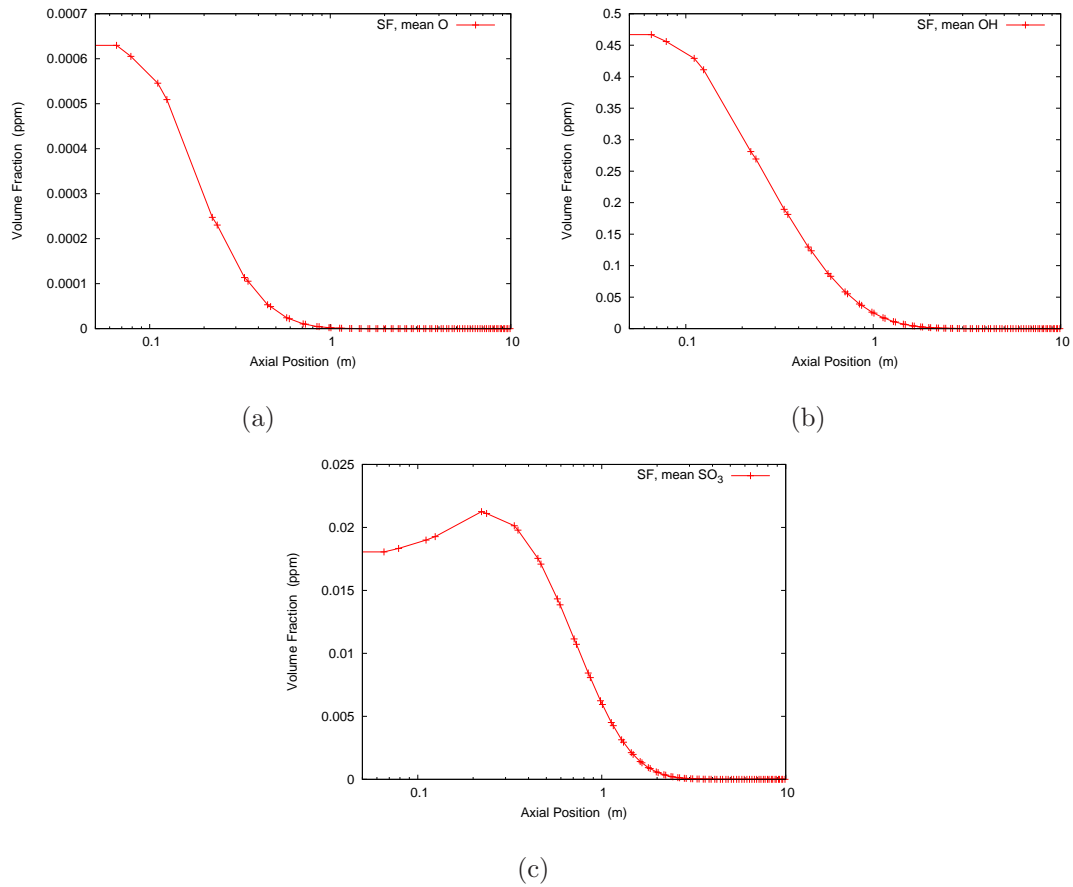 0.0007
SF, mean O
0.0006
0.0005
0.0004
0.0003
0.0002
0.0001
0
Volume Fraction (ppm)
0.1
1
10
Axial Position (m)
(a)
0.5
SF, mean OH
0.45
0.4
0.35
0.3
0.25
0.2
0.15
0.1
0.05
0
Volume Fraction (ppm)
0.1
1
10
Axial Position (m)
(b)
0.025
SF, mean SO₃
0.02
0.015
0.01
0.005
0
Volume Fraction (ppm)
0.1
1
10
Axial Position (m)
(c)